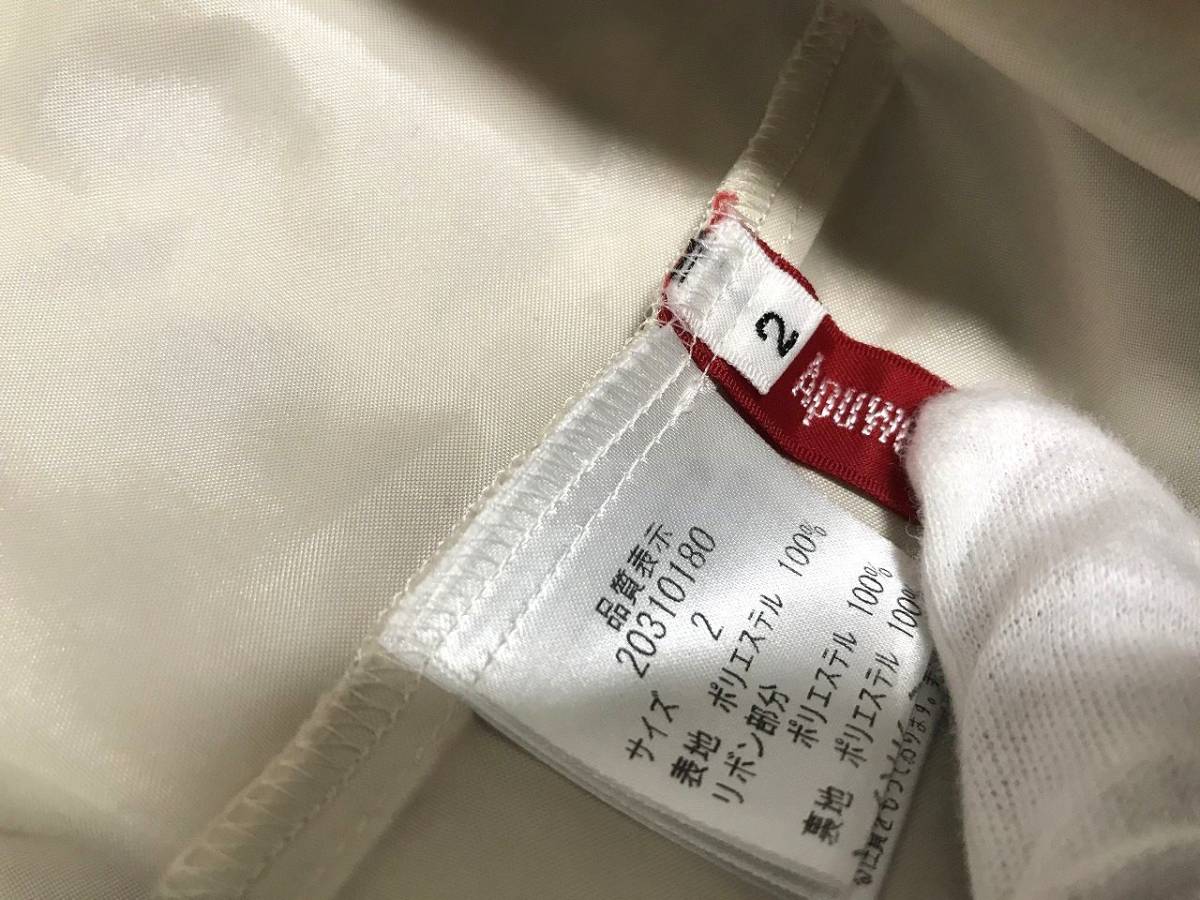 2
Apuwe
品質表示
20310180
サイズ 2
表地 ポリエステル 100%
リボン部分
ポリエステル 100%
裏地 ポリエステル 100%